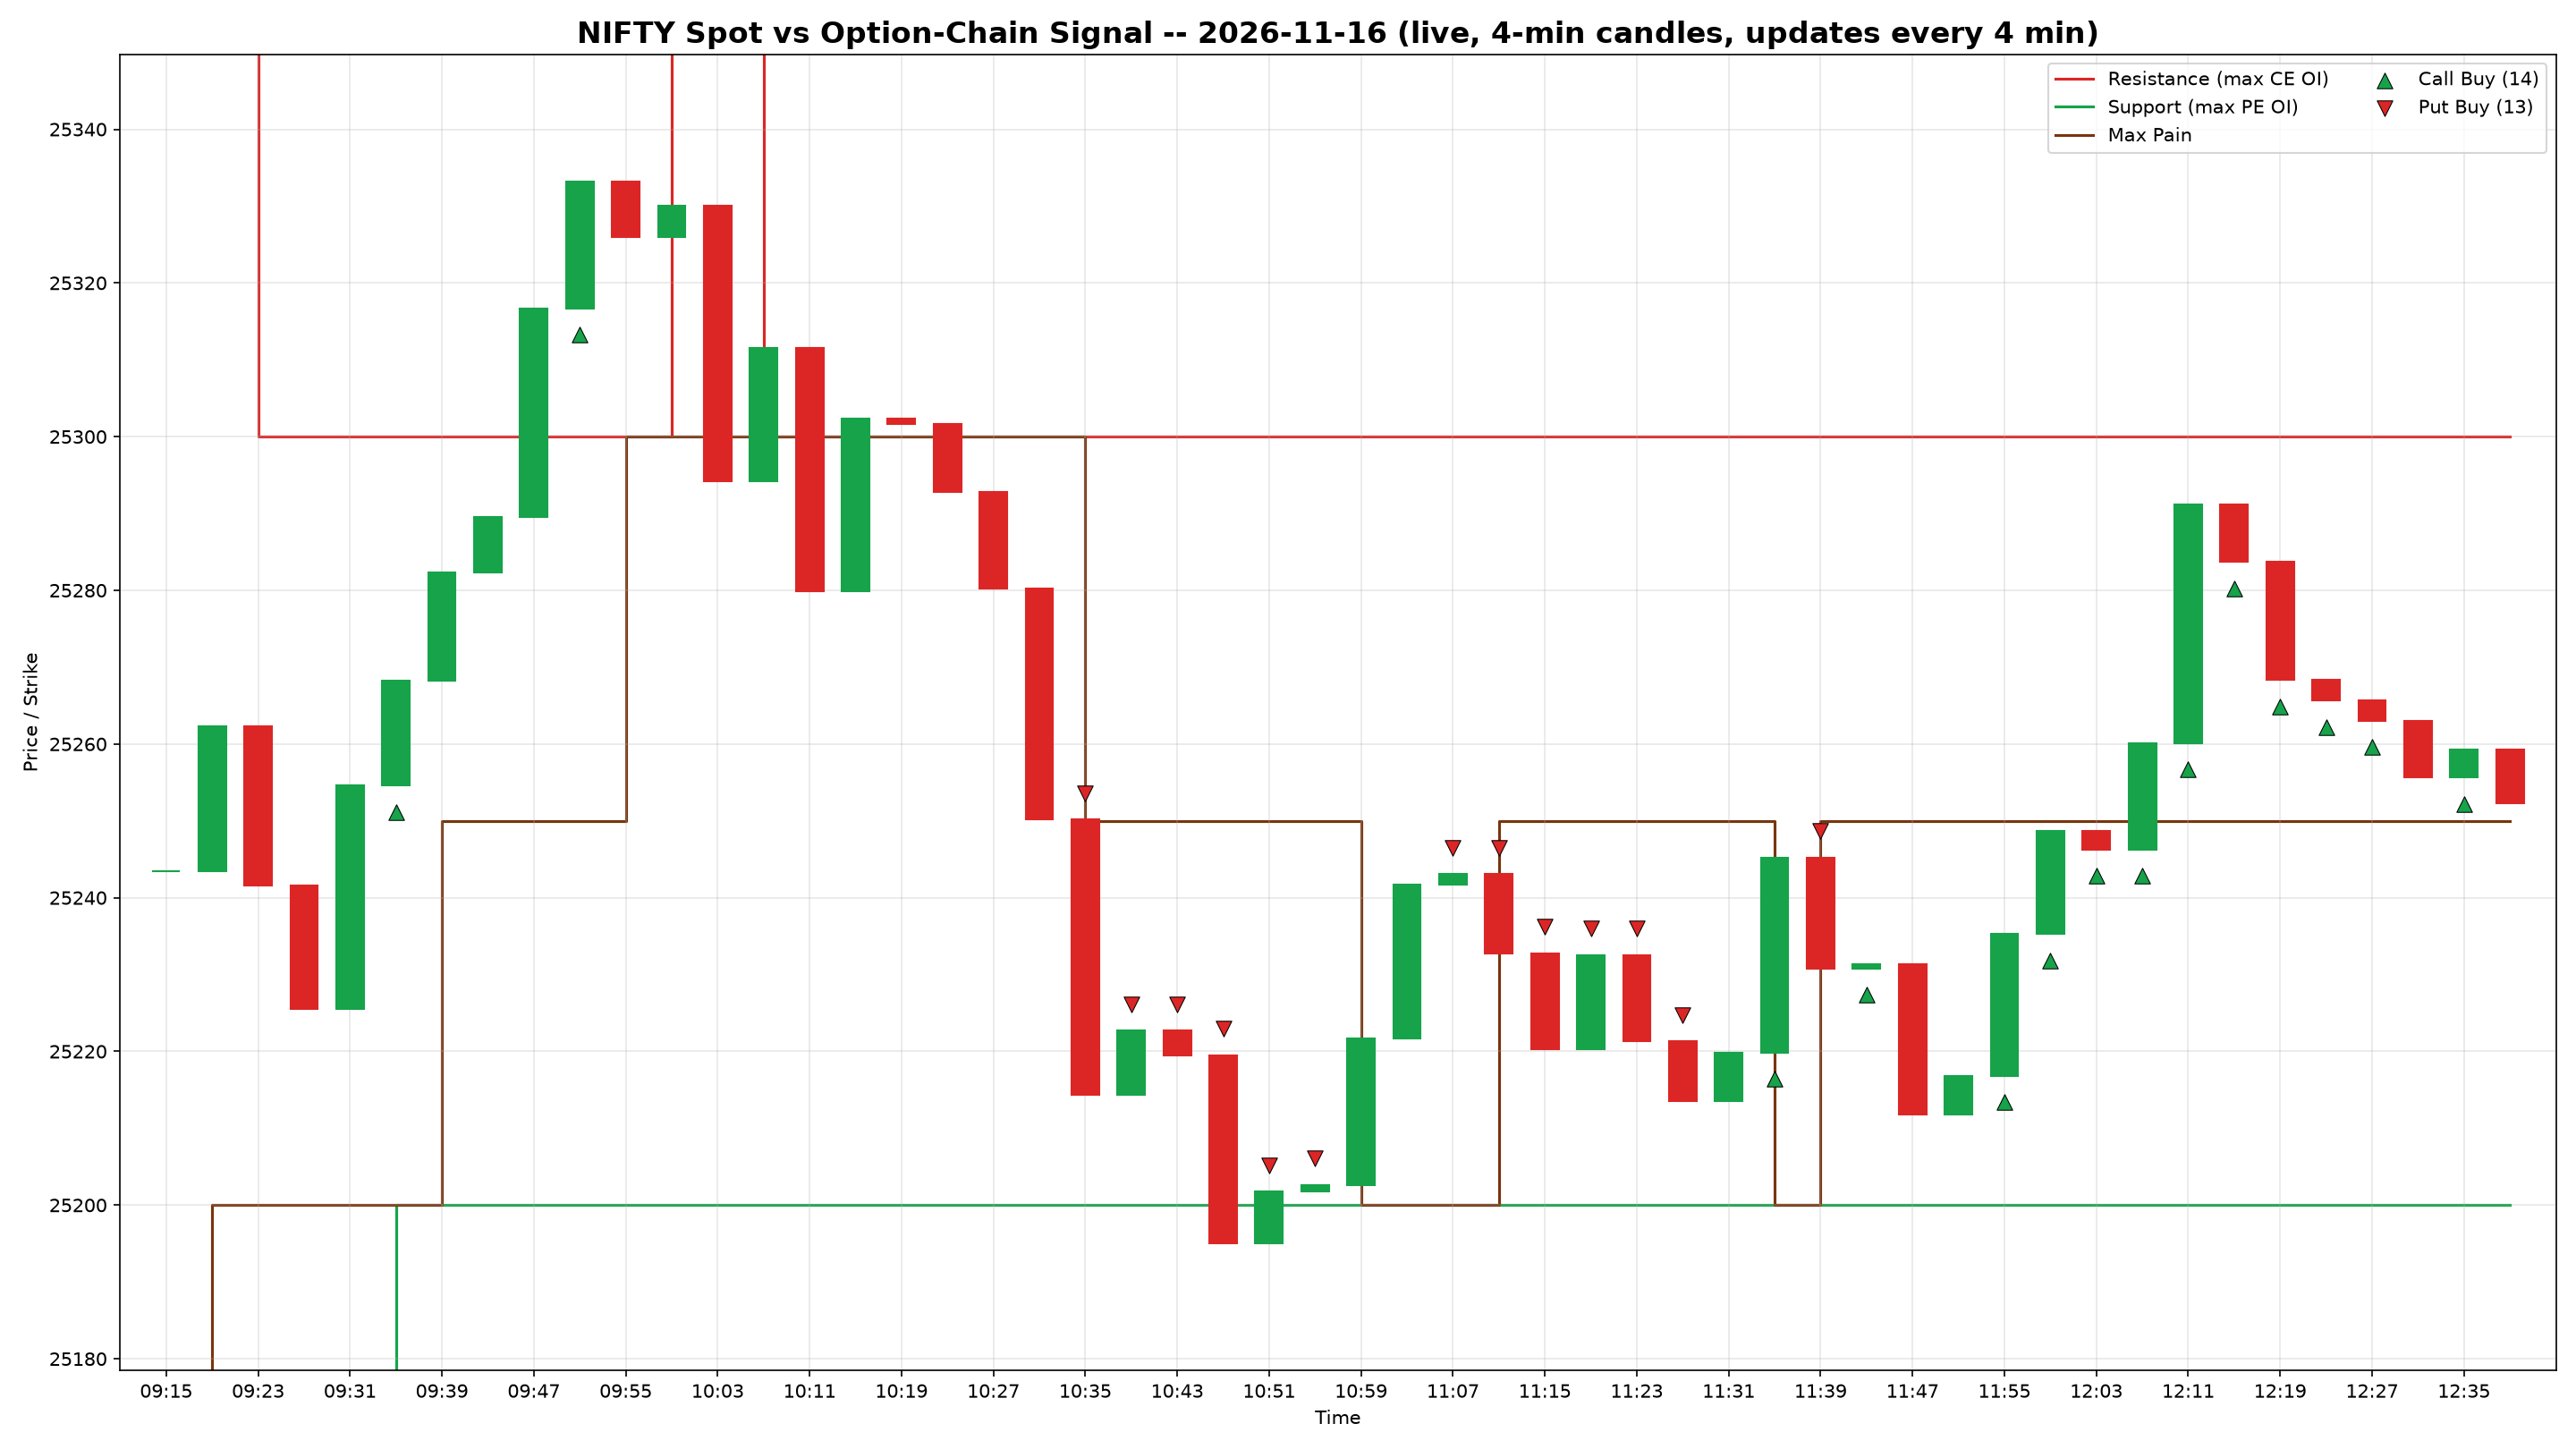 NIFTY Spot vs Option-Chain Signal -- 2026-11-16 (live, 4-min candles, updates every 4 min)
Resistance (max CE OI)
Support (max PE OI)
Max Pain
Call Buy (14)
Put Buy (13)
Price / Strike
25340
25320
25300
25280
25260
25240
25220
25200
25180
09:15 09:23 09:31 09:39 09:47 09:55 10:03 10:11 10:19 10:27 10:35 10:43 10:51 10:59 11:07 11:15 11:23 11:31 11:39 11:47 11:55 12:03 12:11 12:19 12:27 12:35
Time